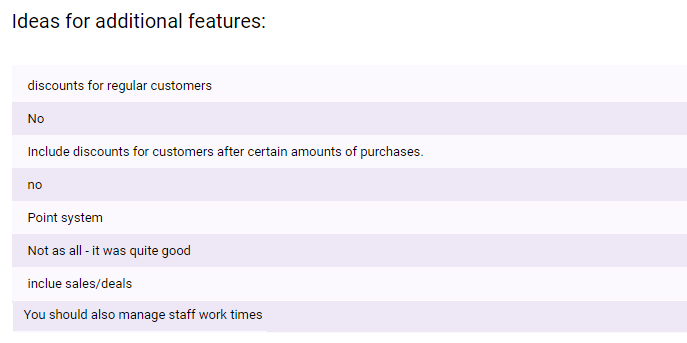 Ideas for additional features:
discounts for regular customers
No
Include discounts for customers after certain amounts of purchases.
no
Point system
Not as all - it was quite good
inclue sales/deals
You should also manage staff work times